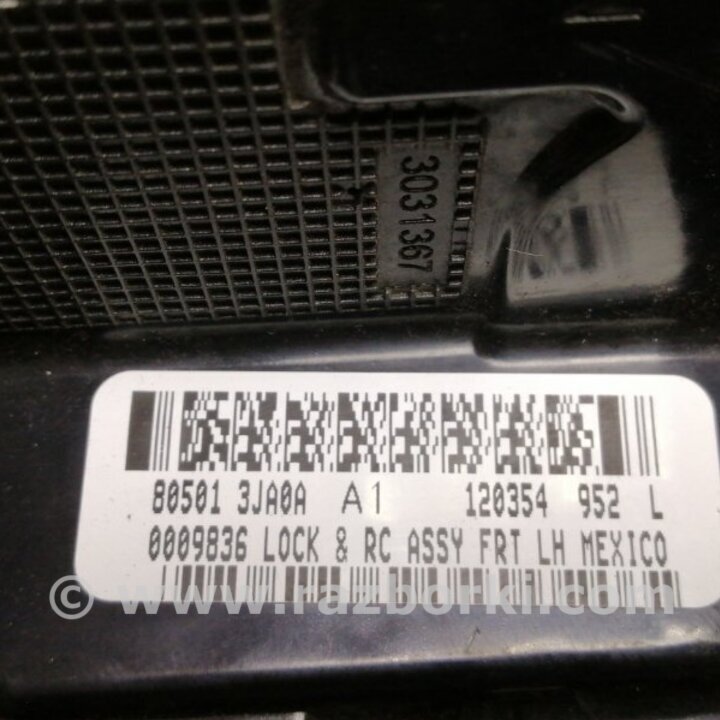 3031367
80501 3JA0A A1 120354 952 L
0009836 LOCK & RC ASSY FRT LH MEXICO
© www.razborki.com